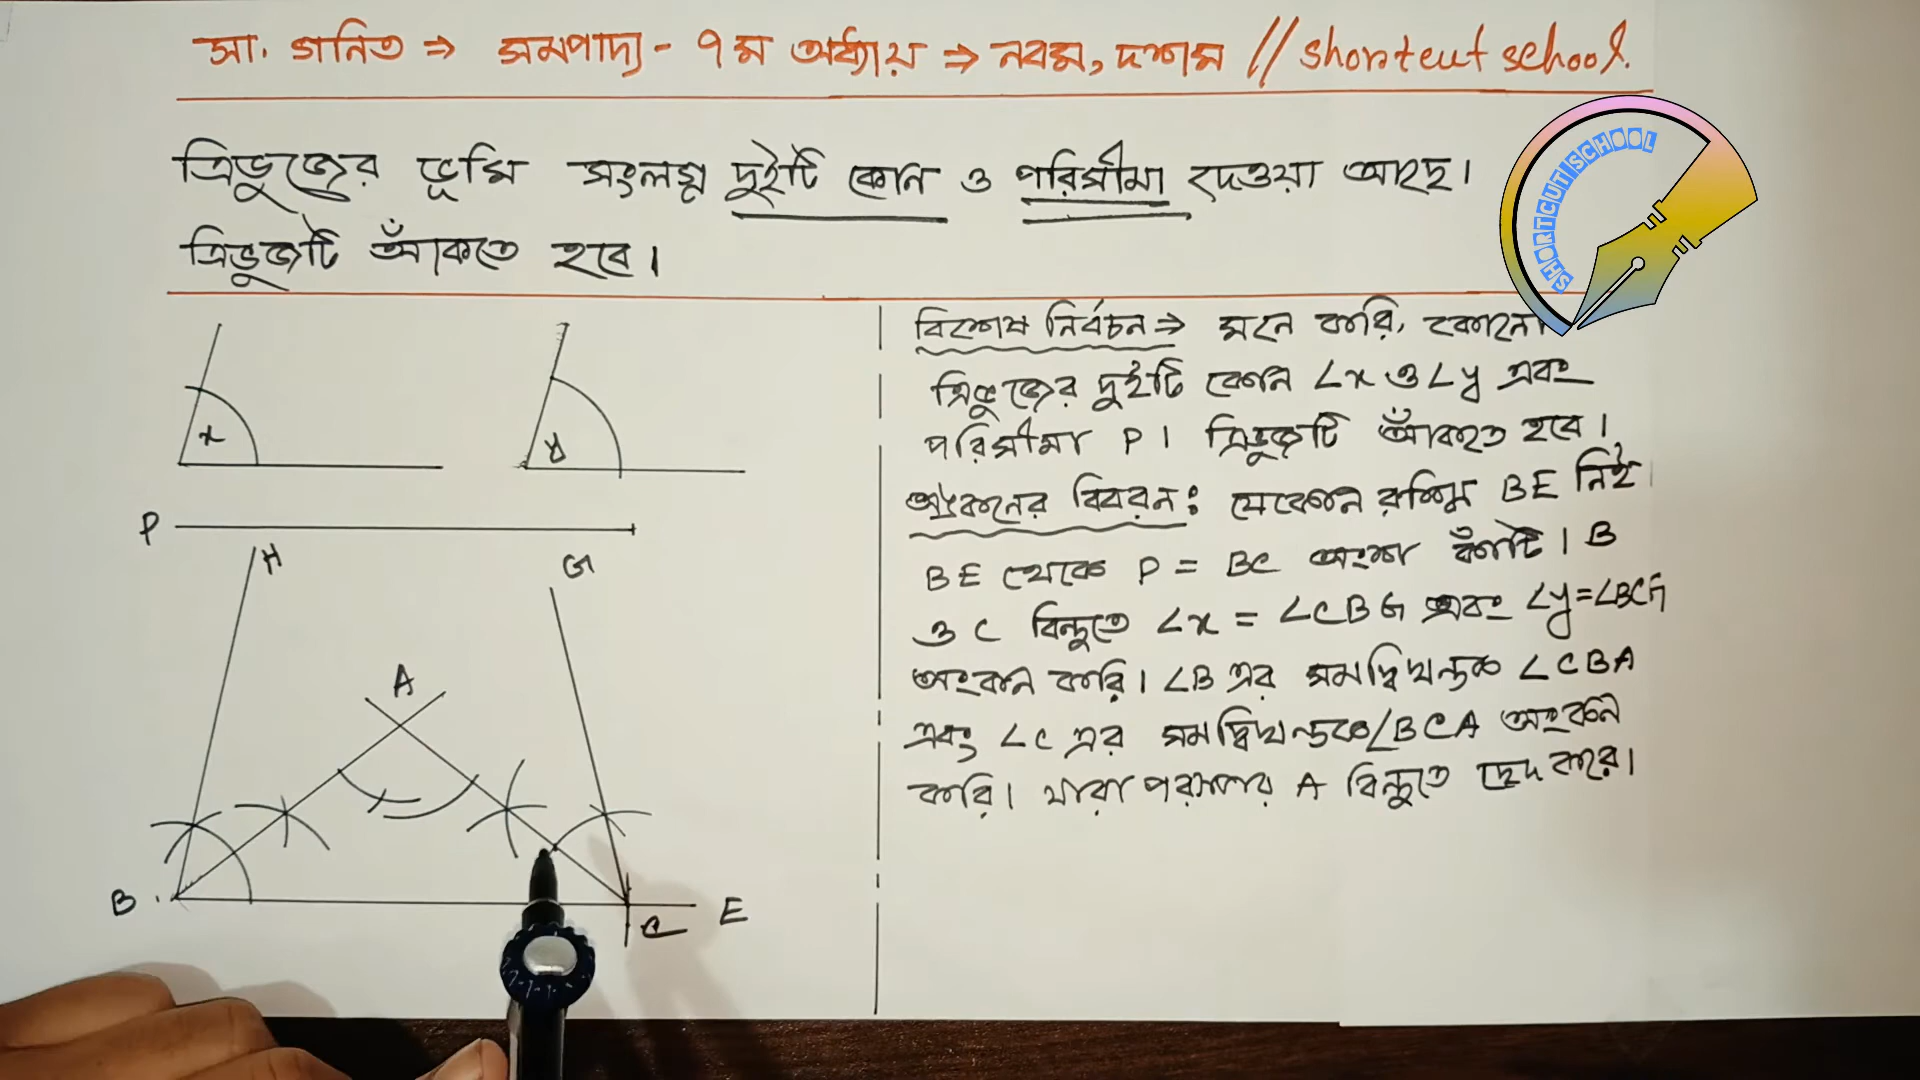 সা. গনিত ⇒ সমপাদ্য - ৭ম অধ্যায় ⇒ নবম, দশম // Shortcut school.
SHORTCUT SCHOOL
ত্রিভুজের ভূমি সংলগ্ন দুইটি কোন ও পরিসীমা দেওয়া আছে।
ত্রিভুজটি আঁকতে হবে।
x
y
P
H
G
A
B
C
E
বিশেষ নির্বচন ⇒ মনে করি, কোনো
ত্রিভুজের দুইটি কোন ∠x ও ∠y এবং
পরিসীমা P। ত্রিভুজটি আঁকতে হবে।
অংকনের বিবরন: যেকোন রশ্মি BE নিই
BE থেকে P = BC অংশ কাঁটি। B
ও C বিন্দুতে ∠x = ∠CBG এবং ∠y=∠BCG
অংকন করি। ∠B এর সমদ্বিখন্ডক ∠CBA
এবং ∠C এর সমদ্বিখন্ডক ∠BCA অংকন
করি। যারা পরস্পর A বিন্দুতে ছেদ করে।